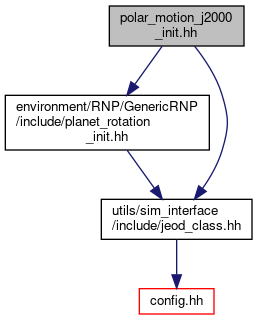 polar_motion_j2000
_init.hh
environment/RNP/GenericRNP
/include/planet_rotation
_init.hh
utils/sim_interface
/include/jeod_class.hh
config.hh